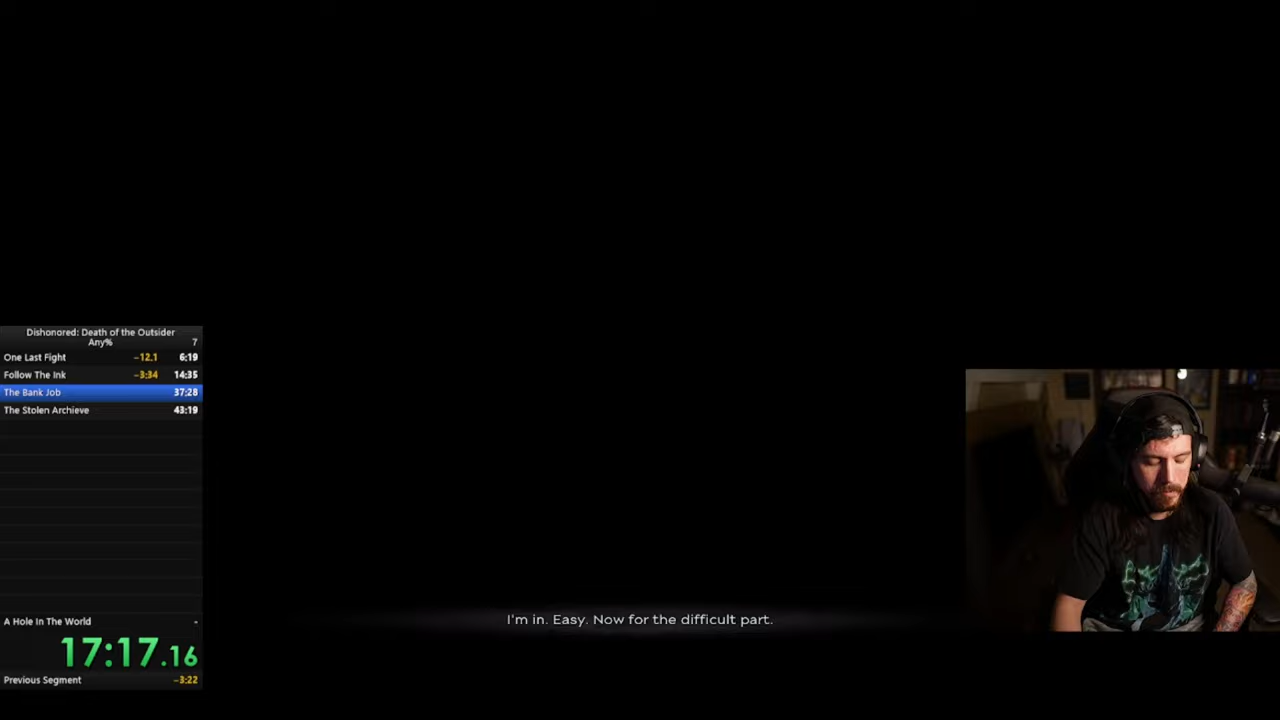 Dishonored: Death of the Outsider
Any% 7
One Last Fight -12.1 6:19
Follow The Ink -3:34 14:35
The Bank Job 37:28
The Stolen Archieve 43:19
A Hole In The World -
17:17.16
Previous Segment -3:22
I'm in. Easy. Now for the difficult part.